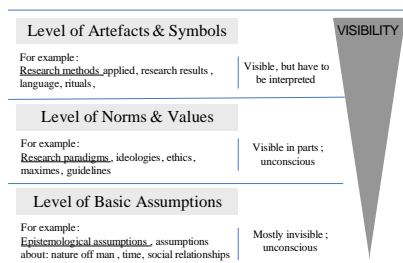 Level of Artefacts & Symbols
VISIBILITY
For example:
Research methods applied, research results,
language, rituals,
Visible, but have to
be interpreted
Level of Norms & Values
For example:
Research paradigms, ideologies, ethics,
maximes, guidelines
Visible in parts;
unconscious
Level of Basic Assumptions
For example:
Epistemological assumptions, assumptions
about: nature off man, time, social relationships
Mostly invisible;
unconscious